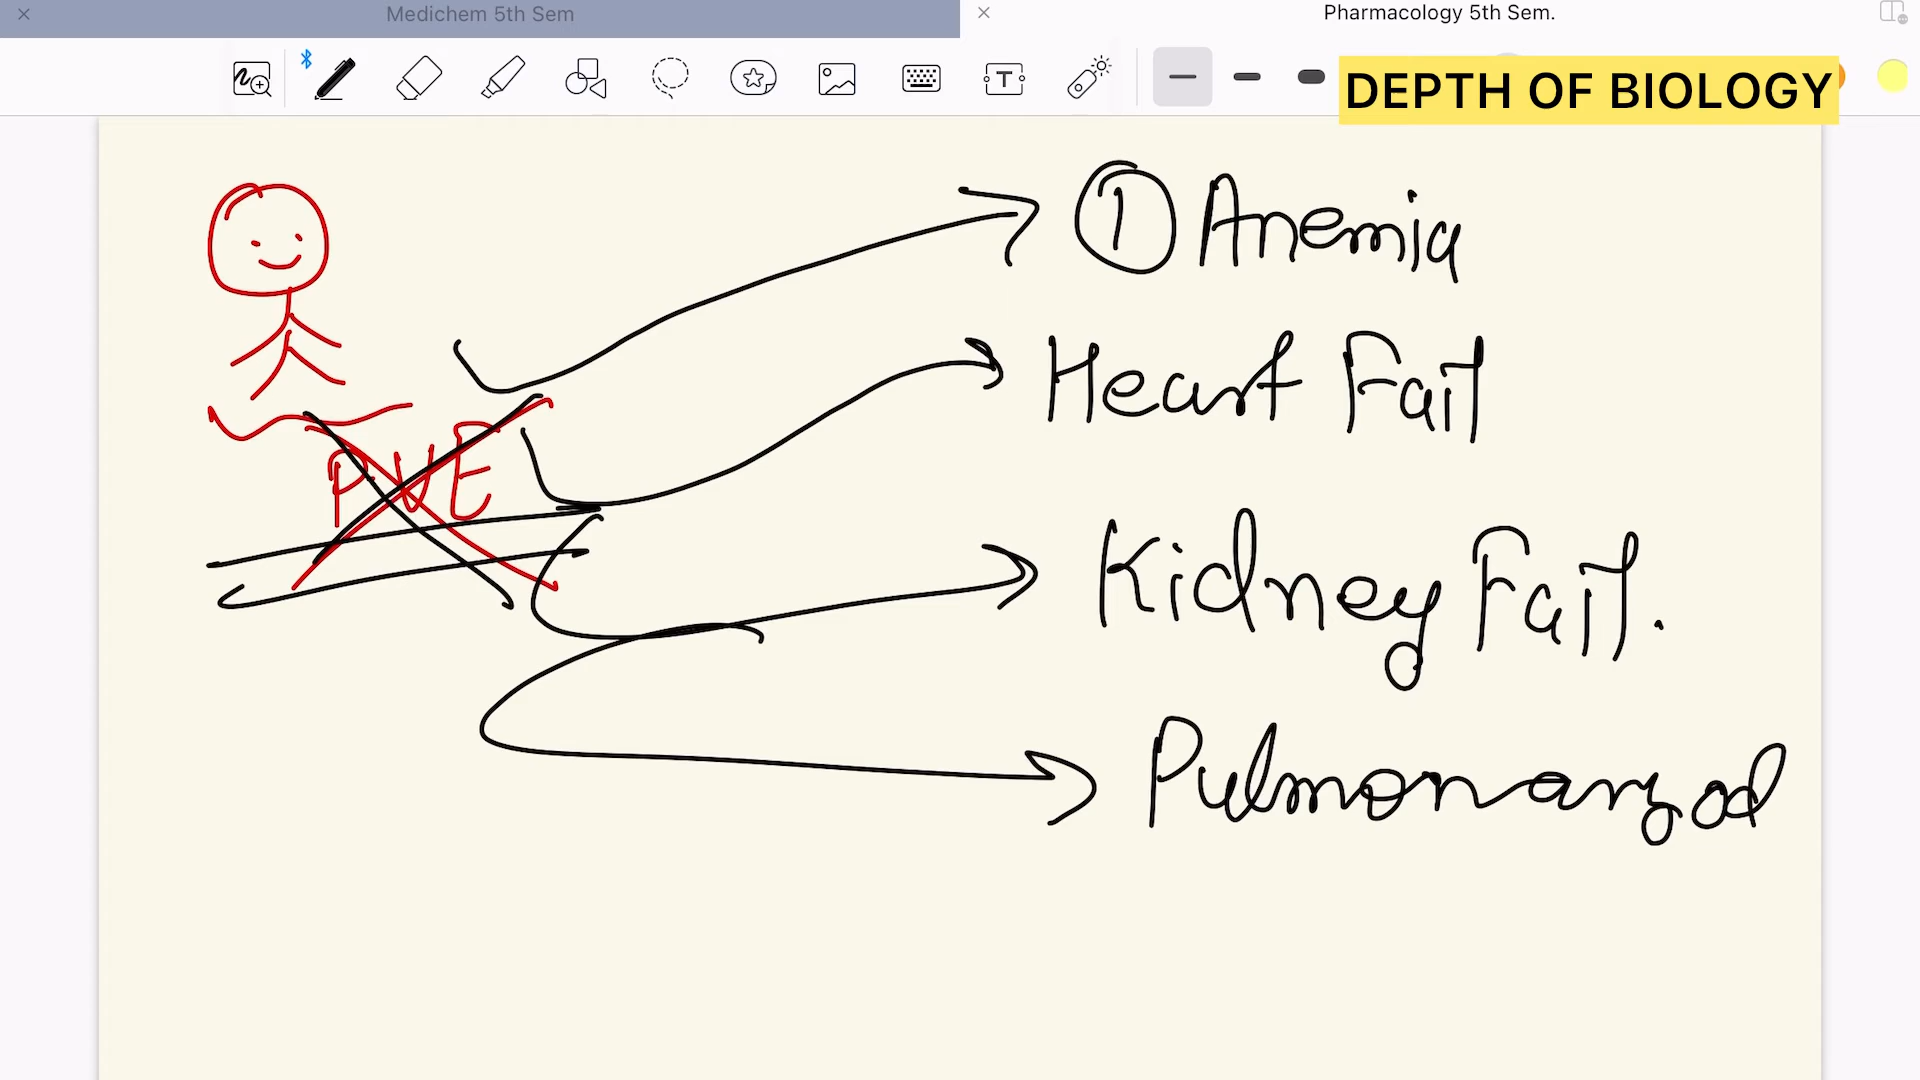 Medichem 5th Sem
Pharmacology 5th Sem.
DEPTH OF BIOLOGY
① Anemia
Heart Fail
PVE
Kidney Fail.
Pulmonary od